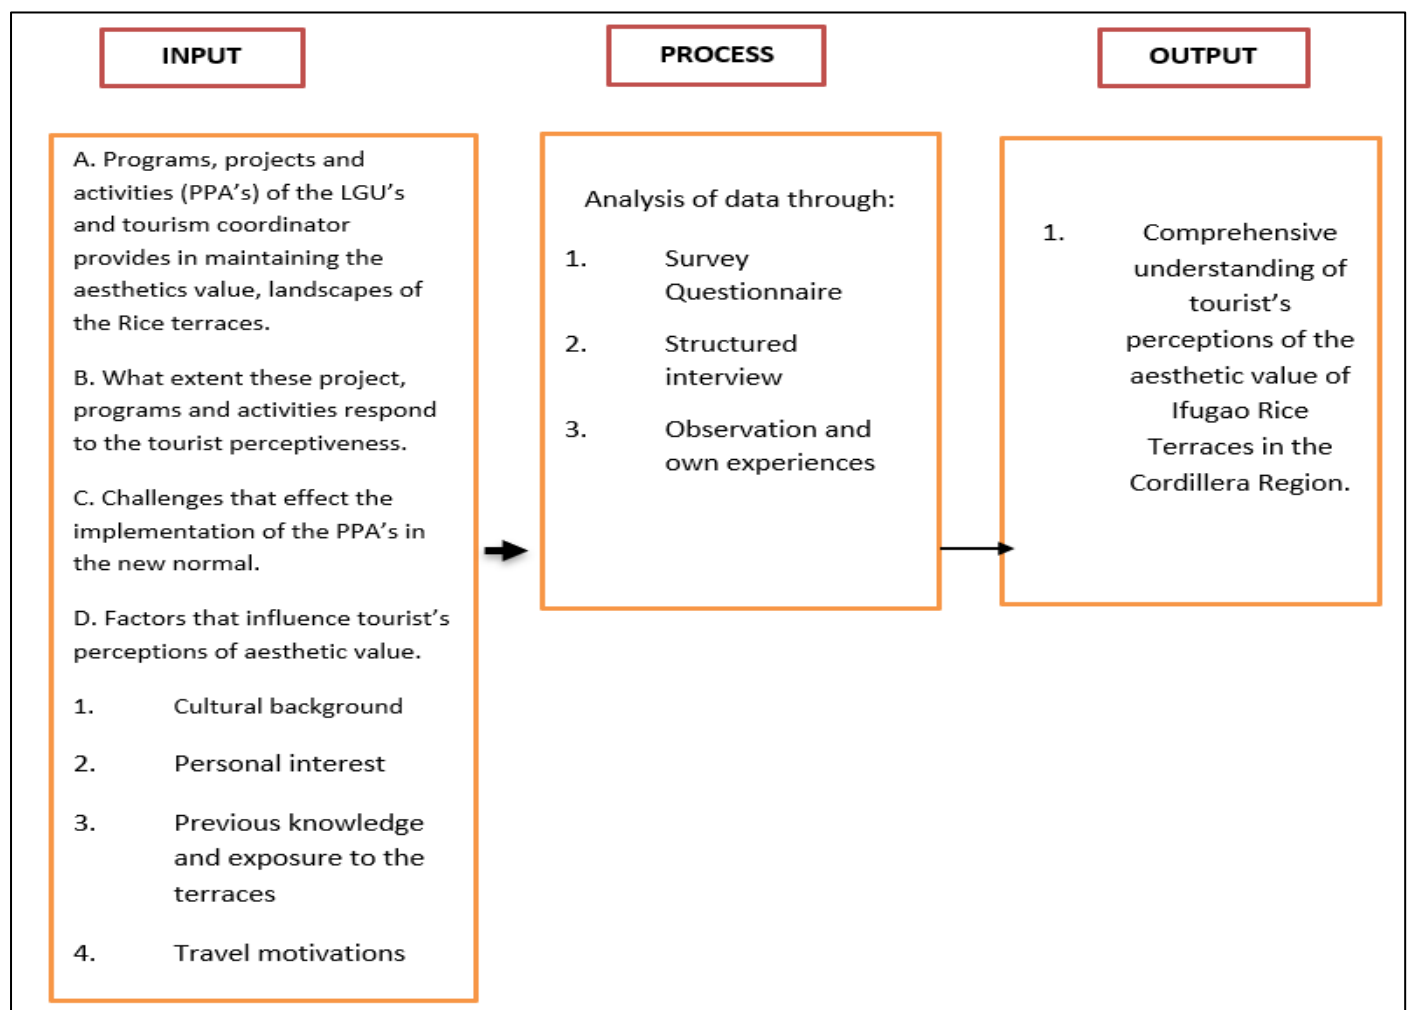 INPUT
PROCESS
OUTPUT
A. Programs, projects and
activities (PPA’s) of the LGU’s
and tourism coordinator
provides in maintaining the
aesthetics value, landscapes of
the Rice terraces.
B. What extent these project,
programs and activities respond
to the tourist perceptiveness.
C. Challenges that effect the
implementation of the PPA’s in
the new normal.
D. Factors that influence tourist’s
perceptions of aesthetic value.
1. Cultural background
2. Personal interest
3. Previous knowledge
and exposure to the
terraces
4. Travel motivations
Analysis of data through:
1. Survey
Questionnaire
2. Structured
interview
3. Observation and
own experiences
1. Comprehensive
understanding of
tourist’s
perceptions of the
aesthetic value of
Ifugao Rice
Terraces in the
Cordillera Region.